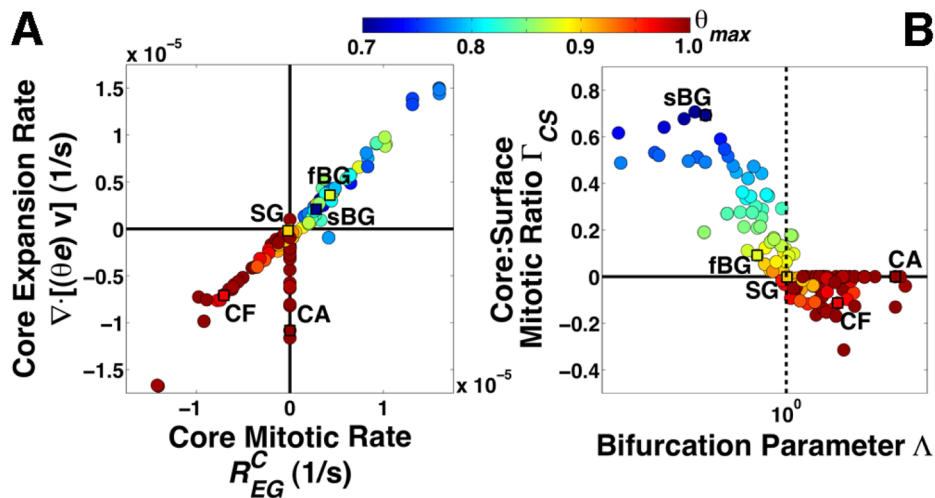 A
B
θmax
0.7 0.8 0.9 1.0
x 10⁻⁵
1.5
1
0.5
0
−0.5
−1
−1.5
Core Expansion Rate
∇·[(θe) v] (1/s)
fBG
sBG
SG
CF
CA
−1 0 1
x 10⁻⁵
Core Mitotic Rate
R^C_EG (1/s)
0.8
0.6
0.4
0.2
0
−0.2
−0.4
Core:Surface
Mitotic Ratio Γ_CS
sBG
fBG
SG
CA
CF
10⁰
Bifurcation Parameter Λ